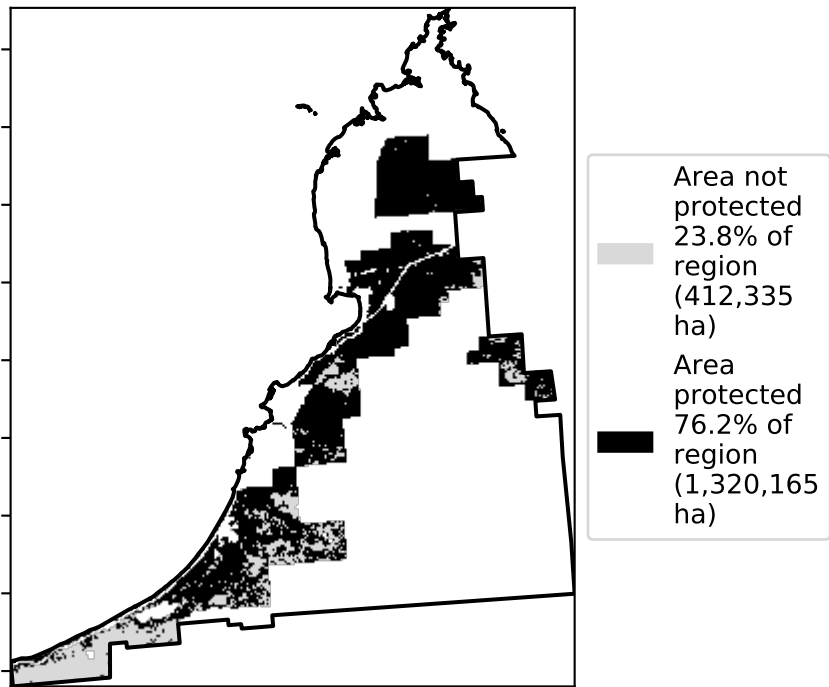 Area not
protected
23.8% of
region
(412,335
ha)
Area
protected
76.2% of
region
(1,320,165
ha)